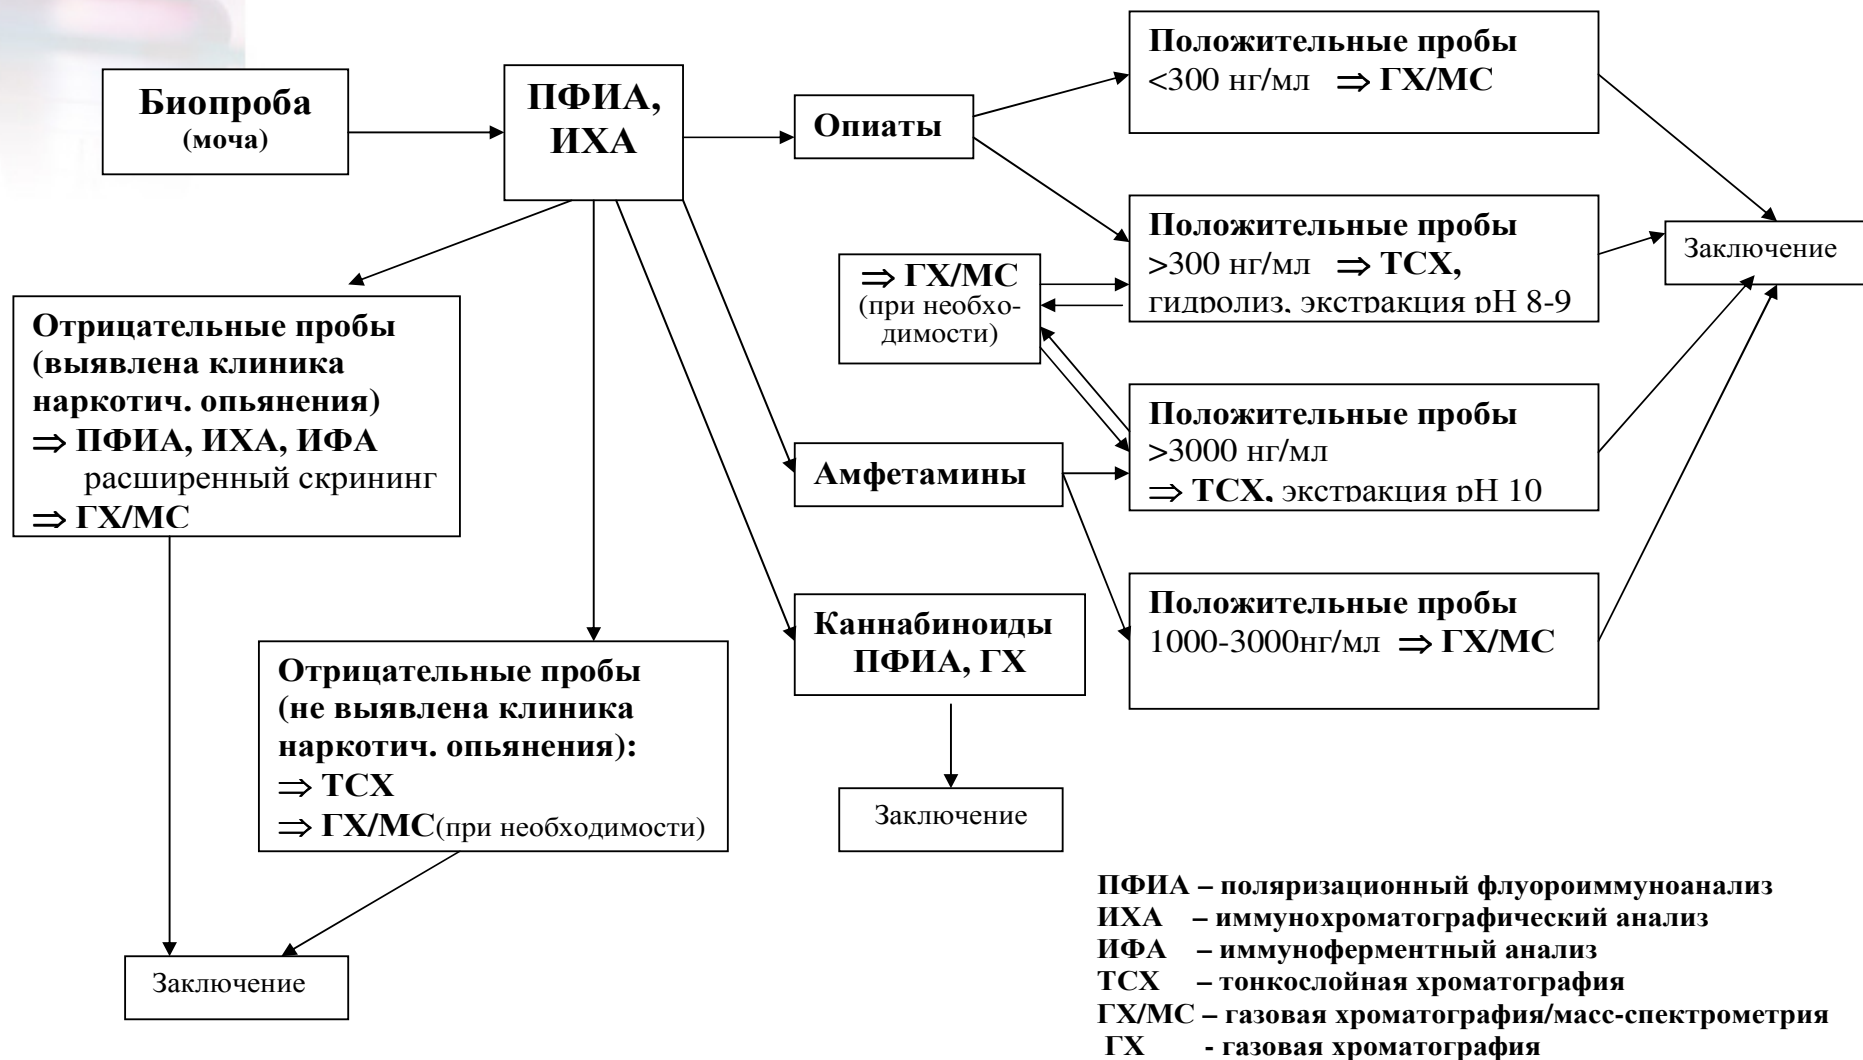 Биопроба
(моча)
ПФИА,
ИХА
Опиаты
Положительные пробы
<300 нг/мл ⇒ ГХ/МС
Положительные пробы
>300 нг/мл ⇒ ТСХ,
гидролиз, экстракция рН 8-9
Заключение
⇒ ГХ/МС
(при необхо-
димости)
Отрицательные пробы
(выявлена клиника
наркотич. опьянения)
⇒ ПФИА, ИХА, ИФА
расширенный скрининг
⇒ ГХ/МС
Амфетамины
Положительные пробы
>3000 нг/мл
⇒ ТСХ, экстракция рН 10
Положительные пробы
1000-3000нг/мл ⇒ ГХ/МС
Каннабиноиды
ПФИА, ГХ
Отрицательные пробы
(не выявлена клиника
наркотич. опьянения):
⇒ ТСХ
⇒ ГХ/МС(при необходимости)
Заключение
Заключение
ПФИА – поляризационный флуороиммуноанализ
ИХА – иммунохроматографический анализ
ИФА – иммуноферментный анализ
ТСХ – тонкослойная хроматография
ГХ/МС – газовая хроматография/масс-спектрометрия
ГХ - газовая хроматография